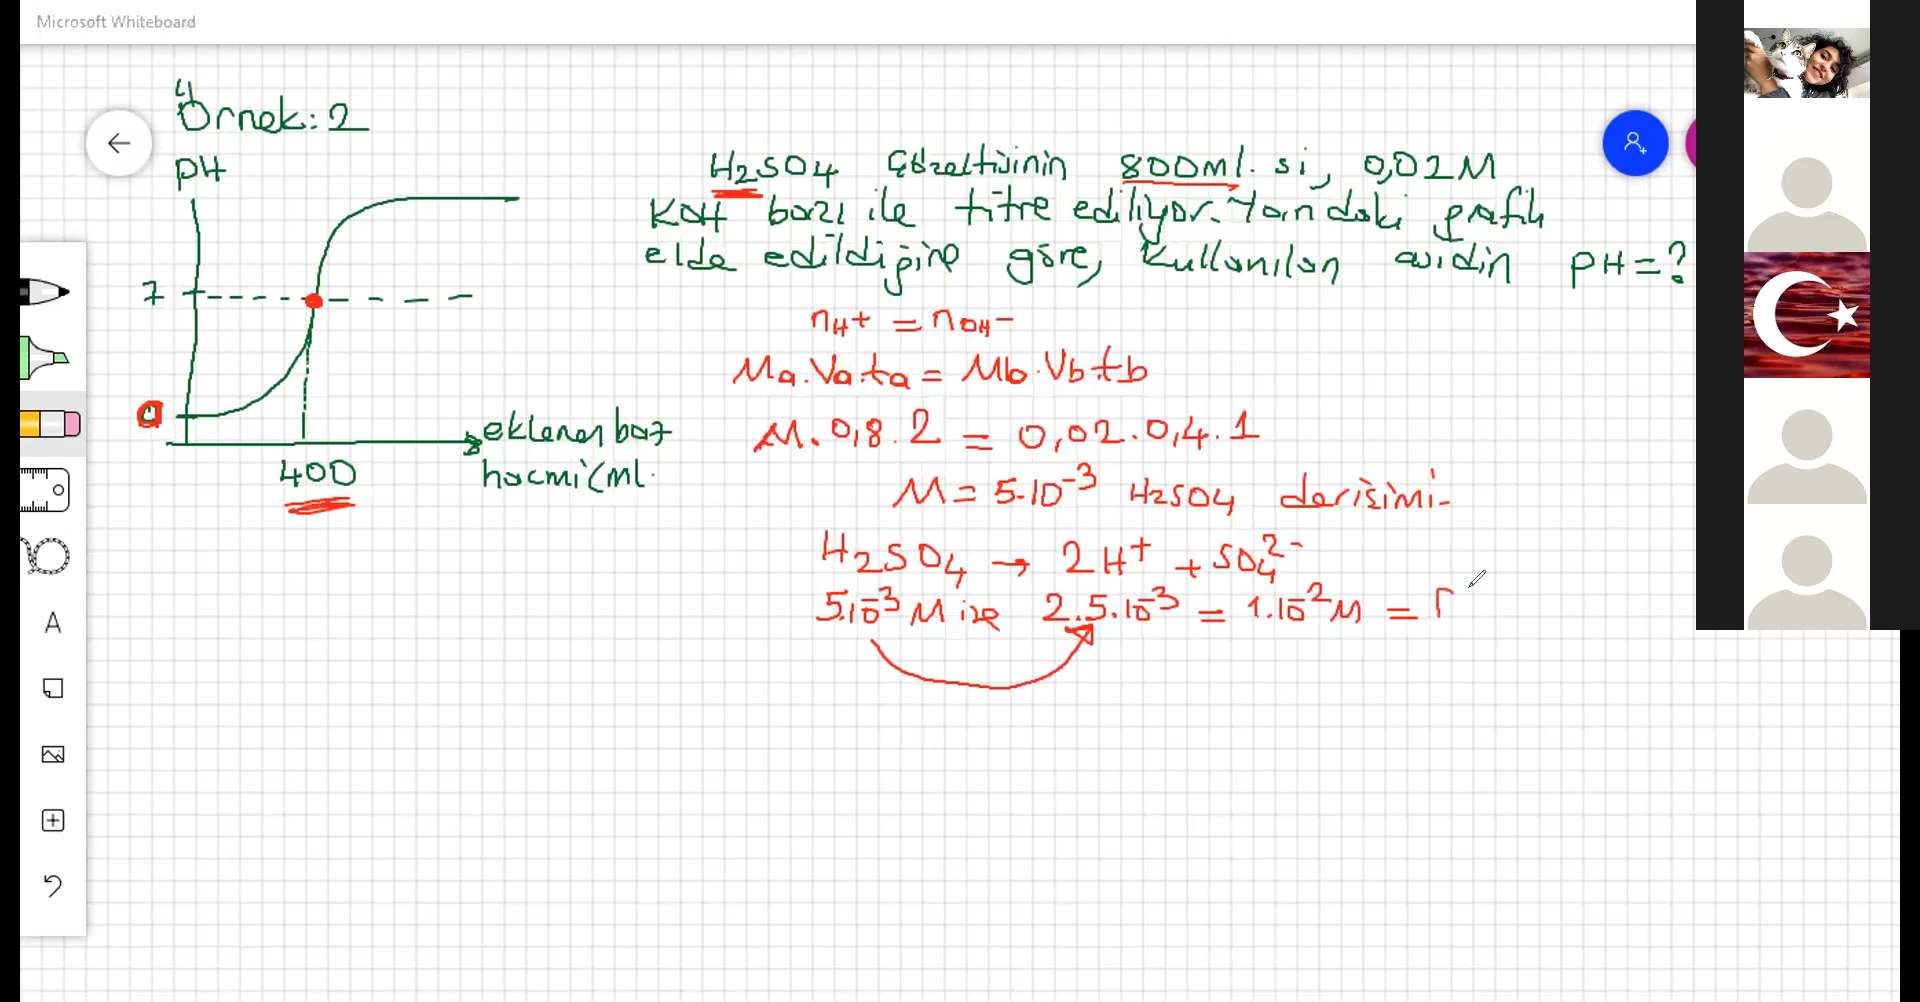 Microsoft Whiteboard
Örnek: 2
pH
7
a
400
eklenen baz
hacmi(ml.
H2SO4 Çözeltisinin 800ml. si, 0,02M
KOH bazı ile titre ediliyor. Yandaki grafik
elde edildiğine göre, Kullanılan asidin pH=?
nH+ = nOH-
Ma.Va.ta = Mb.Vb.tb
M. 0,8. 2 = 0,02. 0,4. 1
M = 5.10⁻³ H2SO4 derişimi.
H2SO4 → 2H⁺ + SO4²⁻
5.10⁻³ M ise 2.5.10⁻³ = 1.10⁻² M =